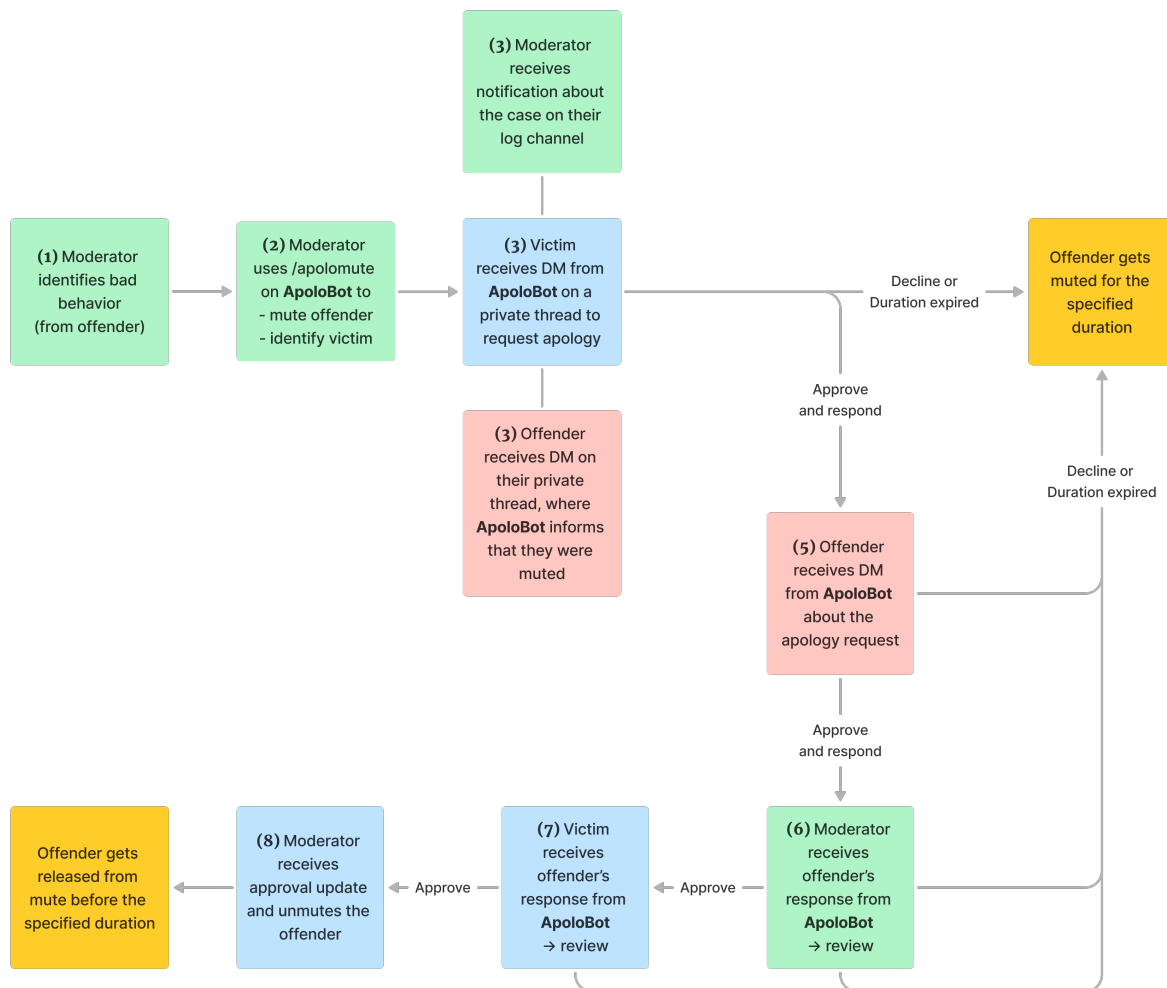 (3) Moderator
receives
notification about
the case on their
log channel
(1) Moderator
identifies bad
behavior
(from offender)
(2) Moderator
uses /apolomute
on ApoloBot to
- mute offender
- identify victim
(3) Victim
receives DM from
ApoloBot on a
private thread to
request apology
Decline or
Duration expired
Offender gets
muted for the
specified
duration
Approve
and respond
(3) Offender
receives DM on
their private
thread, where
ApoloBot informs
that they were
muted
Decline or
Duration expired
(5) Offender
receives DM
from ApoloBot
about the
apology request
Approve
and respond
Offender gets
released from
mute before the
specified duration
(8) Moderator
receives
approval update
and unmutes the
offender
Approve
(7) Victim
receives
offender’s
response from
ApoloBot
→ review
Approve
(6) Moderator
receives
offender’s
response from
ApoloBot
→ review